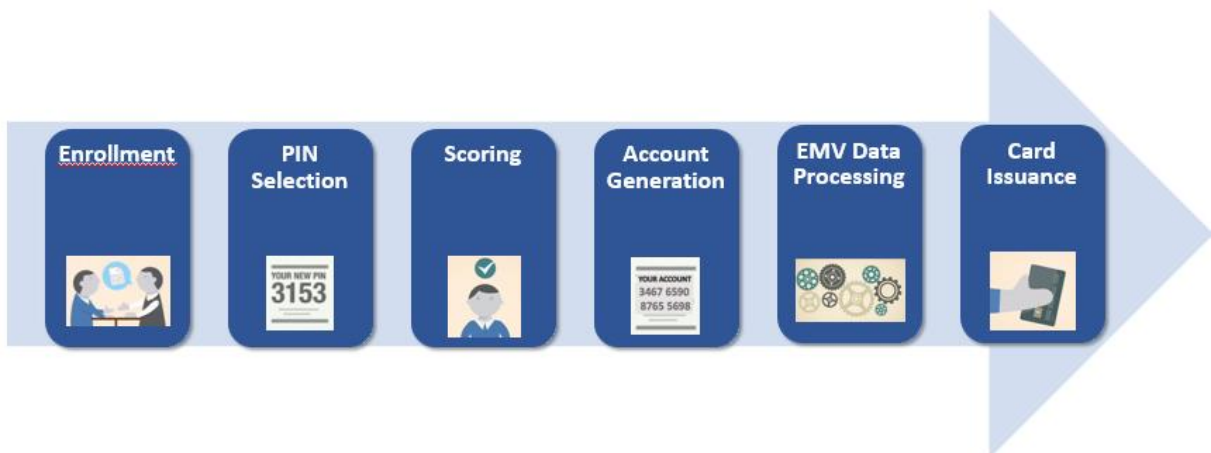 Enrollment
PIN
Selection
Scoring
Account
Generation
EMV Data
Processing
Card
Issuance
YOUR NEW PIN
3153
YOUR ACCOUNT
3467 6590
8765 5698